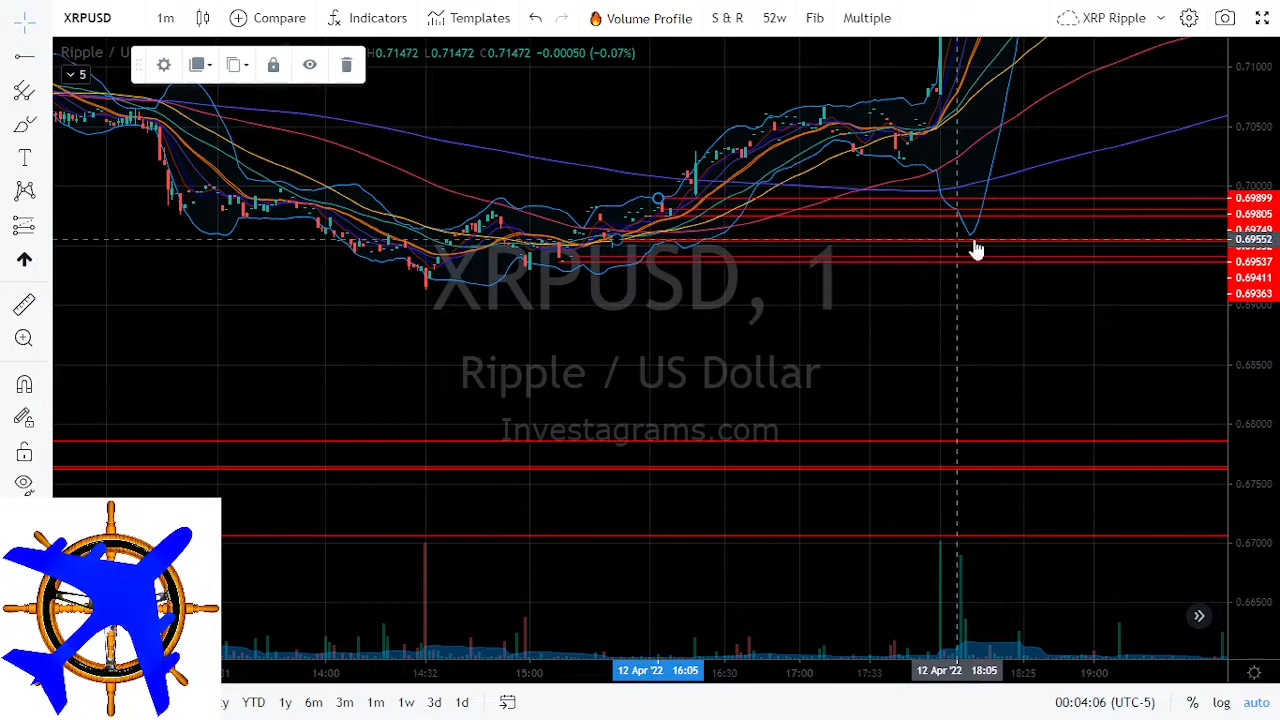 XRPUSD 1m Compare Indicators Templates Volume Profile S & R 52w Fib Multiple XRP Ripple
Ripple / U H0.71472 L0.71472 C0.71472 −0.00050 (−0.07%)
5
0.71000
0.70500
0.70000
0.69899
0.69805
0.69749
0.69552
0.69537
0.69411
0.69363
0.69000
0.68500
0.68000
0.67500
0.67000
0.66500
XRPUSD, 1
Ripple / US Dollar
Investagrams.com
31 14:00 14:32 15:00 12 Apr '22 16:05 16:30 17:00 17:33 12 Apr '22 18:05 18:25 19:00
y YTD 1y 6m 3m 1m 1w 3d 1d 00:04:06 (UTC-5) % log auto